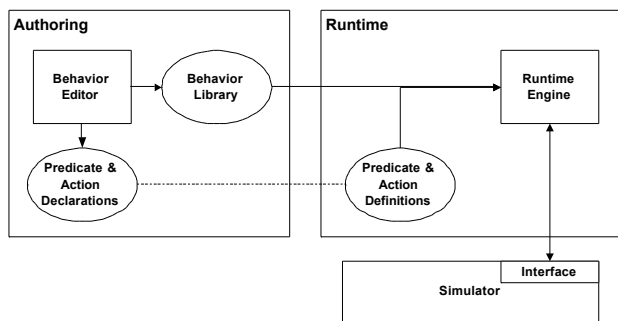 Authoring
Runtime
Behavior
Editor
Behavior
Library
Runtime
Engine
Predicate &
Action
Declarations
Predicate &
Action
Definitions
Interface
Simulator